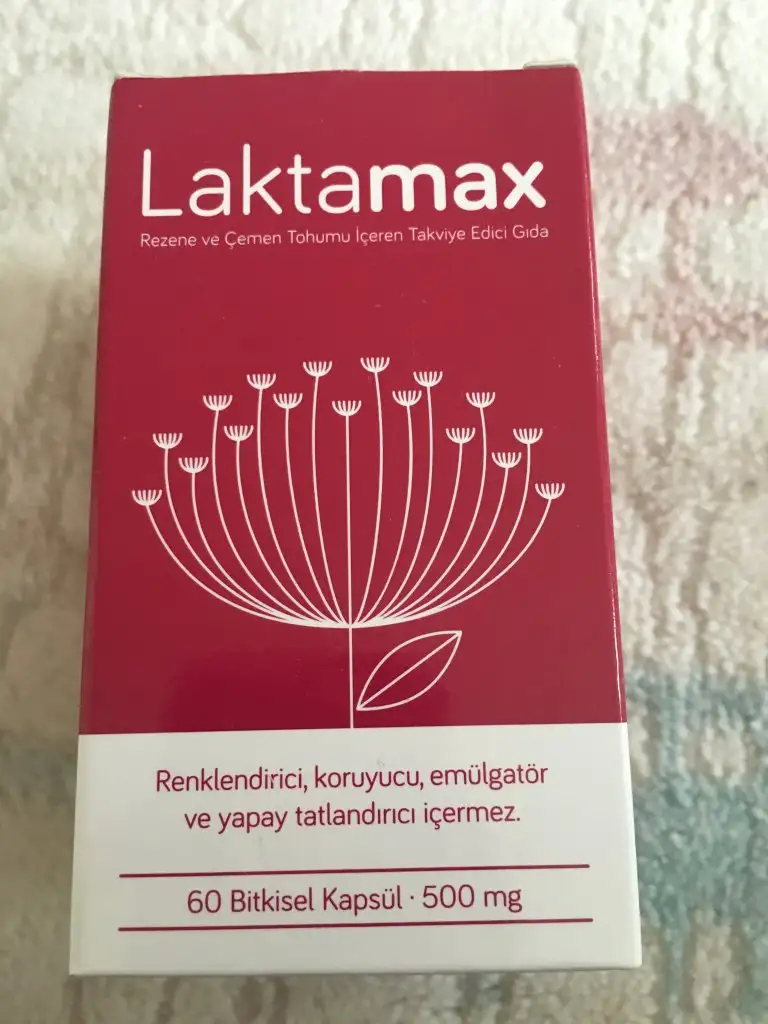 Laktamax
Rezene ve Çemen Tohumu İçeren Takviye Edici Gıda
Renklendirici, koruyucu, emülgatör
ve yapay tatlandırıcı içermez.
60 Bitkisel Kapsül · 500 mg